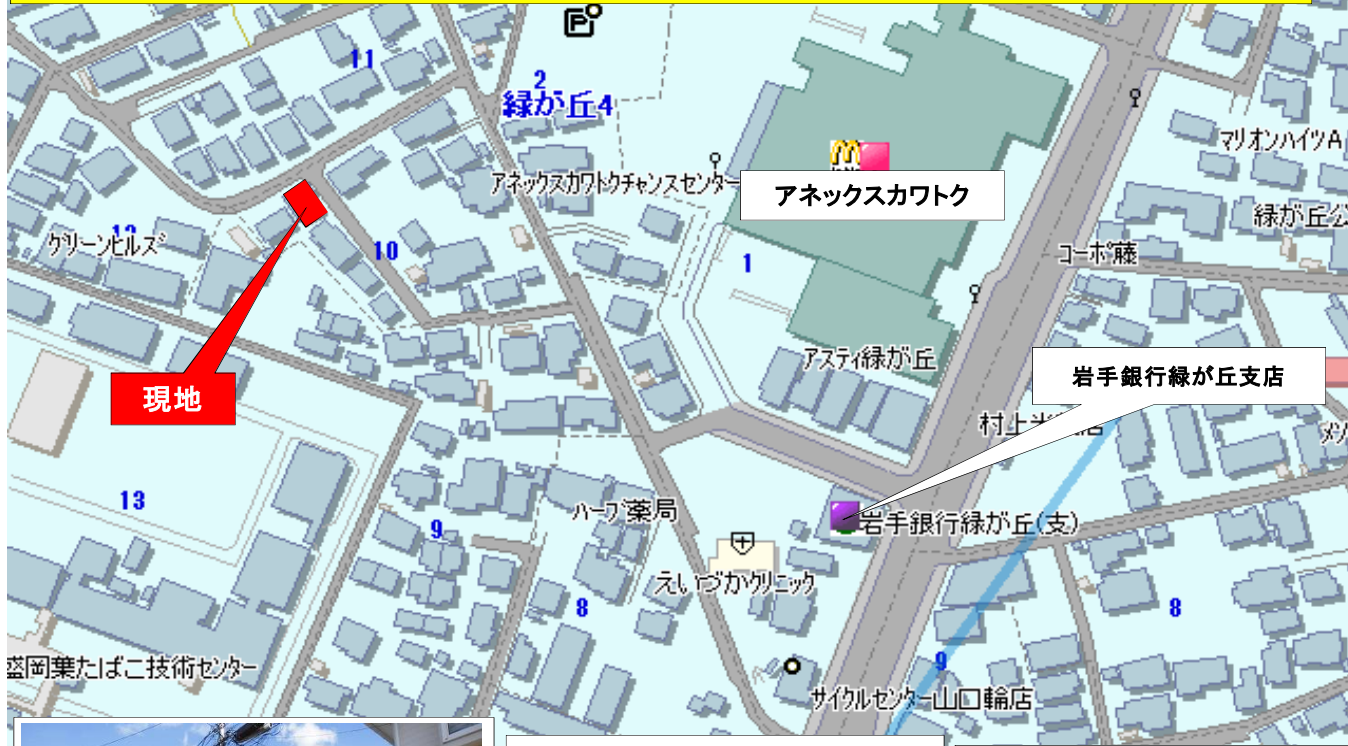 11
2
緑が丘4
マリオンハイツA
アネックスカワトクチャンスセンター
アネックスカワトク
緑が丘公
グリーンヒルズ
10
1
コーポ藤
アスティ緑が丘
岩手銀行緑が丘支店
現地
村上
13
9
ハーブ薬局
岩手銀行緑が丘(支)
えいづかクリニック
8
8
盛岡葉たばこ技術センター
9
サイクルセンター山口輪店